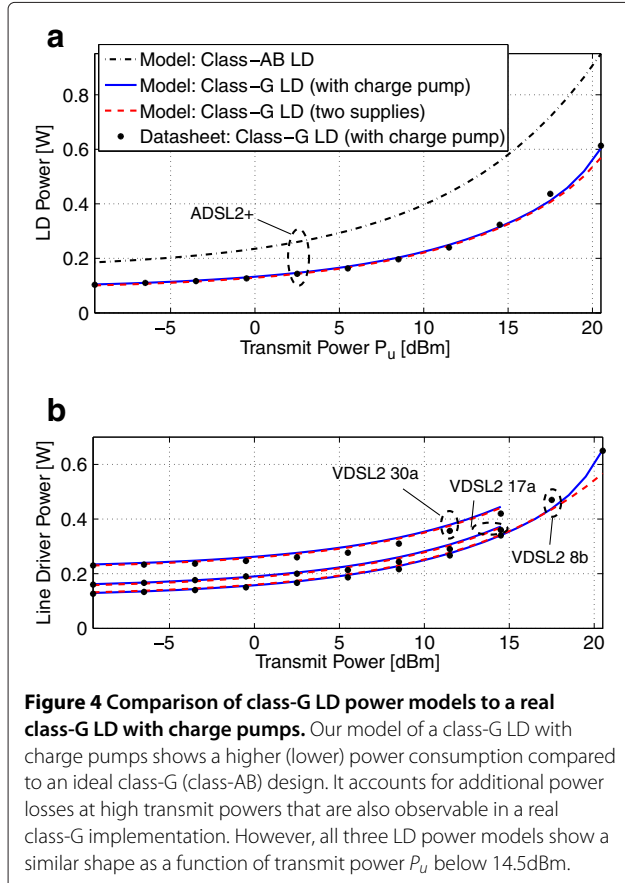 a
Model: Class−AB LD
Model: Class−G LD (with charge pump)
Model: Class−G LD (two supplies)
Datasheet: Class−G LD (with charge pump)
ADSL2+
LD Power [W]
0.8
0.6
0.4
0.2
0
−5 0 5 10 15 20
Transmit Power Pu [dBm]
b
Line Driver Power [W]
0.6
0.4
0.2
0
VDSL2 30a
VDSL2 17a
VDSL2 8b
−5 0 5 10 15 20
Transmit Power [dBm]
Figure 4 Comparison of class-G LD power models to a real
class-G LD with charge pumps. Our model of a class-G LD with
charge pumps shows a higher (lower) power consumption compared
to an ideal class-G (class-AB) design. It accounts for additional power
losses at high transmit powers that are also observable in a real
class-G implementation. However, all three LD power models show a
similar shape as a function of transmit power Pu below 14.5dBm.